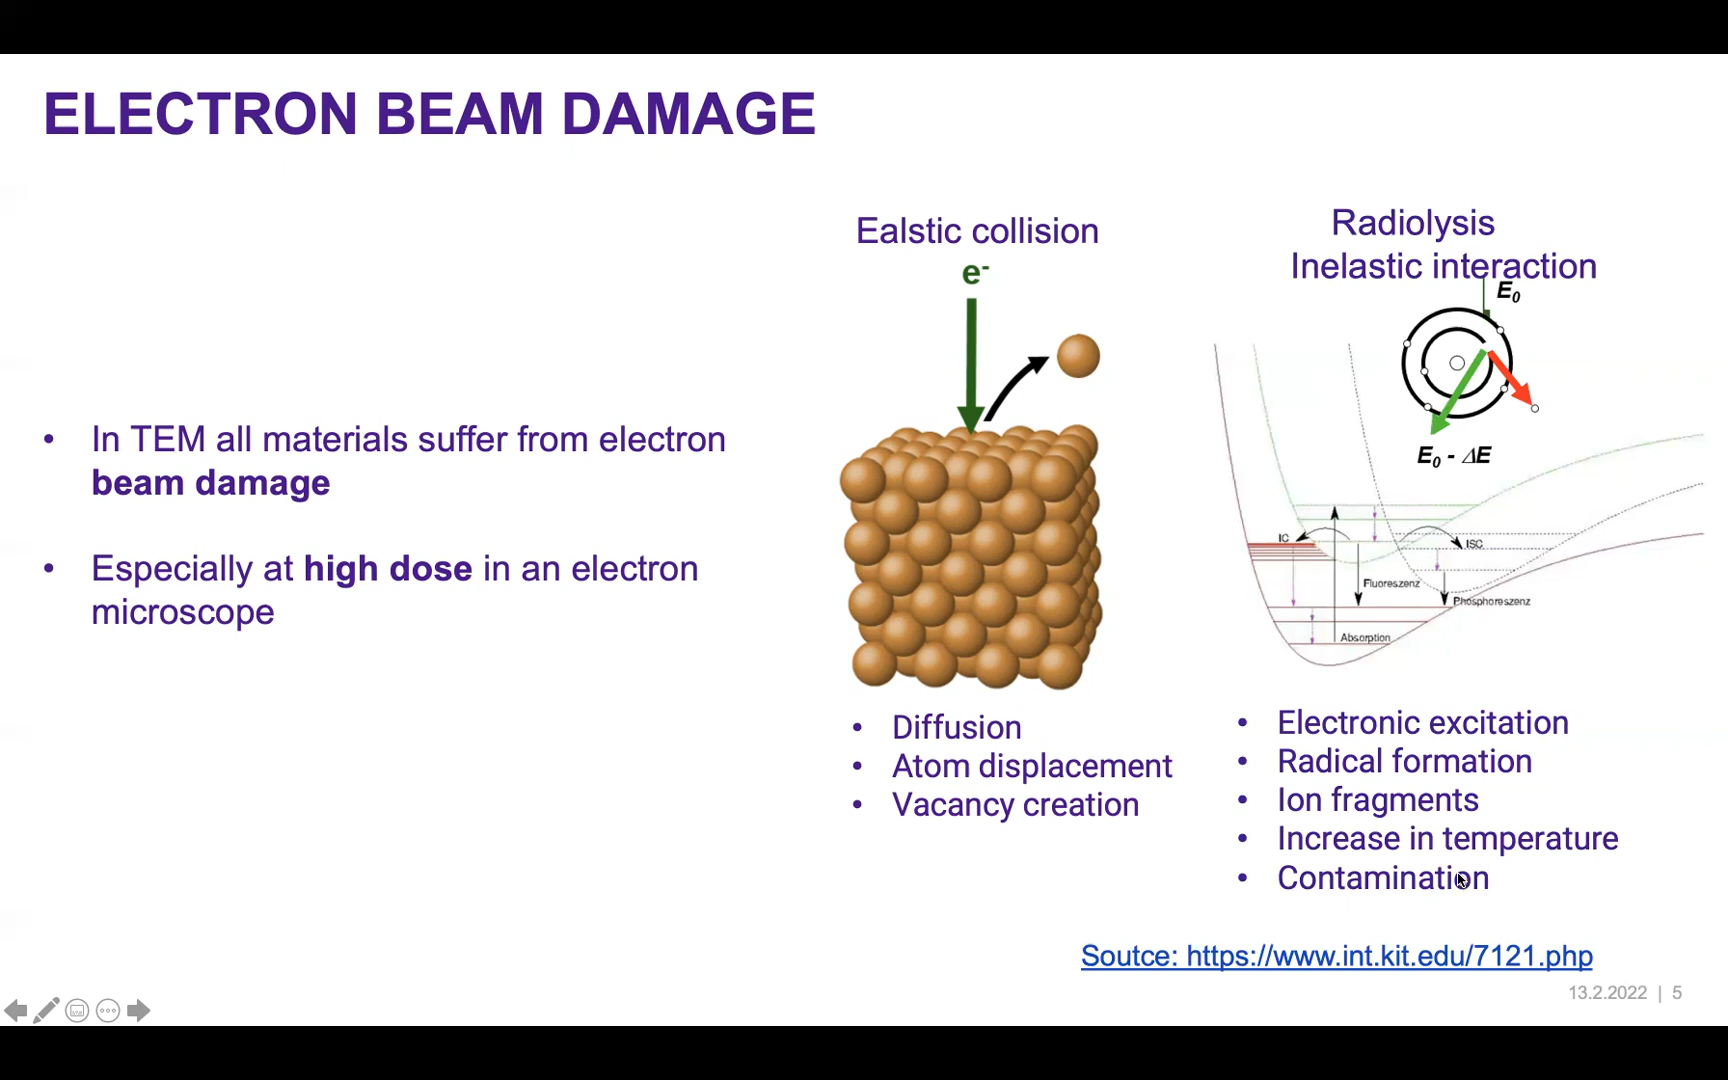 ELECTRON BEAM DAMAGE
• In TEM all materials suffer from electron
beam damage
• Especially at high dose in an electron
microscope
Ealstic collision
e-
• Diffusion
• Atom displacement
• Vacancy creation
Radiolysis
Inelastic interaction
E0
E0 - ΔE
IC
ISC
Fluoreszenz
Phosphoreszenz
Absorption
• Electronic excitation
• Radical formation
• Ion fragments
• Increase in temperature
• Contamination
Soutce: https://www.int.kit.edu/7121.php
13.2.2022 | 5